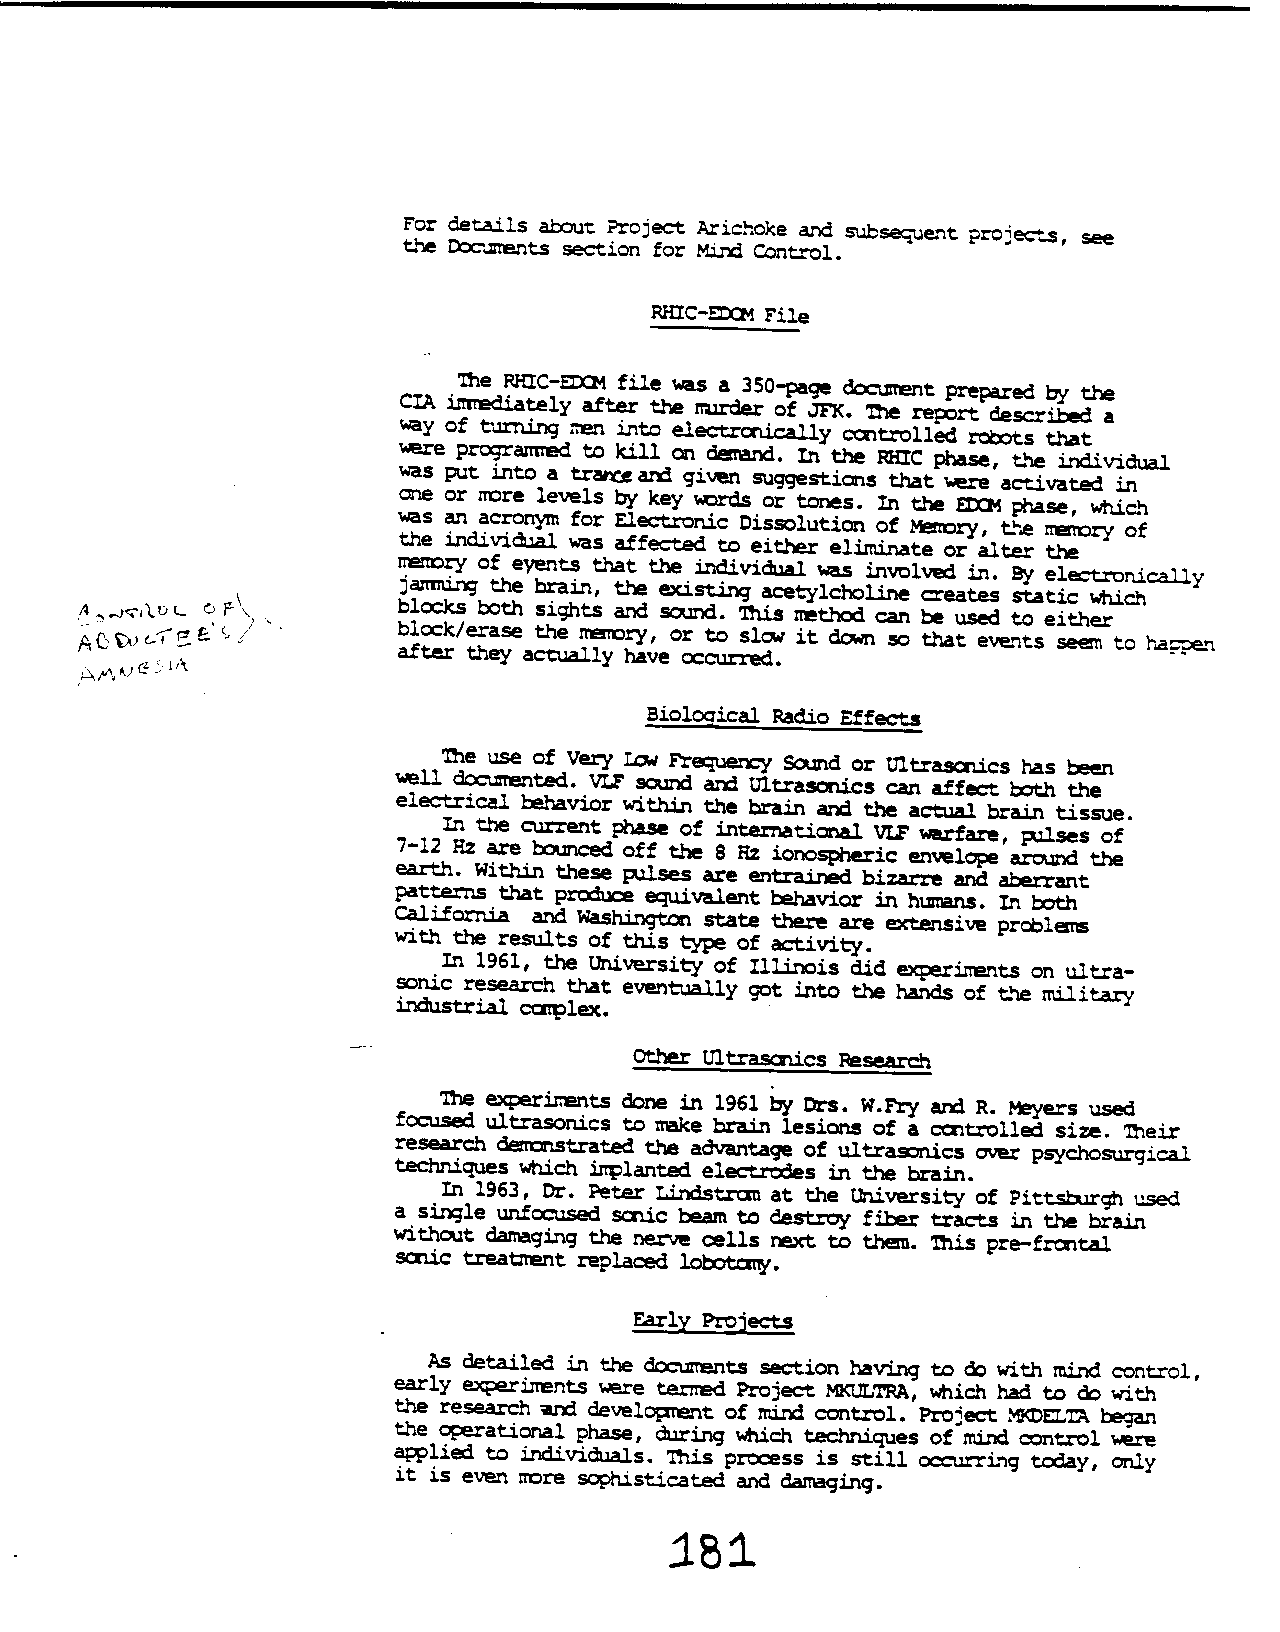 For details about Project Arichoke and subsequent projects, see
the Documents section for Mind Control.
RHIC-EDOM File
The RHIC-EDOM file was a 350-page document prepared by the
CIA immediately after the murder of JFK. The report described a
way of turning men into electronically controlled robots that
were programmed to kill on demand. In the RHIC phase, the individual
was put into a trance and given suggestions that were activated in
one or more levels by key words or tones. In the EDOM phase, which
was an acronym for Electronic Dissolution of Memory, the memory of
the individual was affected to either eliminate or alter the
memory of events that the individual was involved in. By electronically
jamming the brain, the existing acetylcholine creates static which
blocks both sights and sound. This method can be used to either
block/erase the memory, or to slow it down so that events seem to happen
after they actually have occurred.
OF
ABDUCTEE'S
AMNESIA
Biological Radio Effects
The use of Very Low Frequency Sound or Ultrasonics has been
well documented. VLF sound and Ultrasonics can affect both the
electrical behavior within the brain and the actual brain tissue.
In the current phase of international VLF warfare, pulses of
7-12 Hz are bounced off the 8 Hz ionospheric envelope around the
earth. Within these pulses are entrained bizarre and aberrant
patterns that produce equivalent behavior in humans. In both
California and Washington state there are extensive problems
with the results of this type of activity.
In 1961, the University of Illinois did experiments on ultra-
sonic research that eventually got into the hands of the military
industrial complex.
Other Ultrasonics Research
The experiments done in 1961 by Drs. W.Fry and R. Meyers used
focused ultrasonics to make brain lesions of a controlled size. Their
research demonstrated the advantage of ultrasonics over psychosurgical
techniques which implanted electrodes in the brain.
In 1963, Dr. Peter Lindstrom at the University of Pittsburgh used
a single unfocused sonic beam to destroy fiber tracts in the brain
without damaging the nerve cells next to them. This pre-frontal
sonic treatment replaced lobotomy.
Early Projects
As detailed in the documents section having to do with mind control,
early experiments were termed Project MKULTRA, which had to do with
the research and development of mind control. Project MKDELTA began
the operational phase, during which techniques of mind control were
applied to individuals. This process is still occurring today, only
it is even more sophisticated and damaging.
181